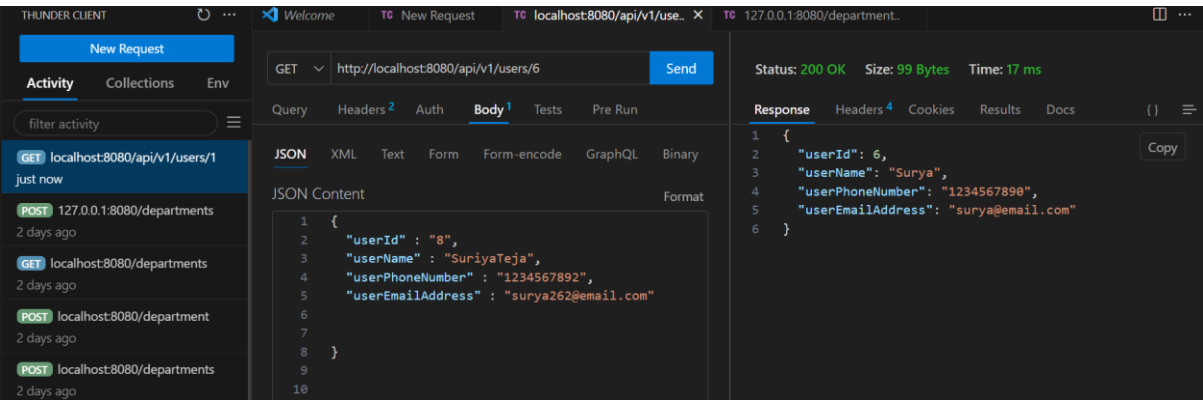 THUNDER CLIENT
New Request
Activity Collections Env
filter activity
GET localhost:8080/api/v1/users/1
just now
POST 127.0.0.1:8080/departments
2 days ago
GET localhost:8080/departments
2 days ago
POST localhost:8080/department
2 days ago
POST localhost:8080/departments
2 days ago
Welcome TC New Request TC localhost:8080/api/v1/use.. X TC 127.0.0.1:8080/department..
GET http://localhost:8080/api/v1/users/6 Send
Query Headers 2 Auth Body 1 Tests Pre Run
JSON XML Text Form Form-encode GraphQL Binary
JSON Content Format
1 {
2 "userId" : "8",
3 "userName" : "SuriyaTeja",
4 "userPhoneNumber" : "1234567892",
5 "userEmailAddress" : "surya262@email.com"
6
7
8 }
9
10
Status: 200 OK Size: 99 Bytes Time: 17 ms
Response Headers 4 Cookies Results Docs { }
1 {
2 "userId": 6,
3 "userName": "Surya",
4 "userPhoneNumber": "1234567890",
5 "userEmailAddress": "surya@email.com"
6 }
Copy